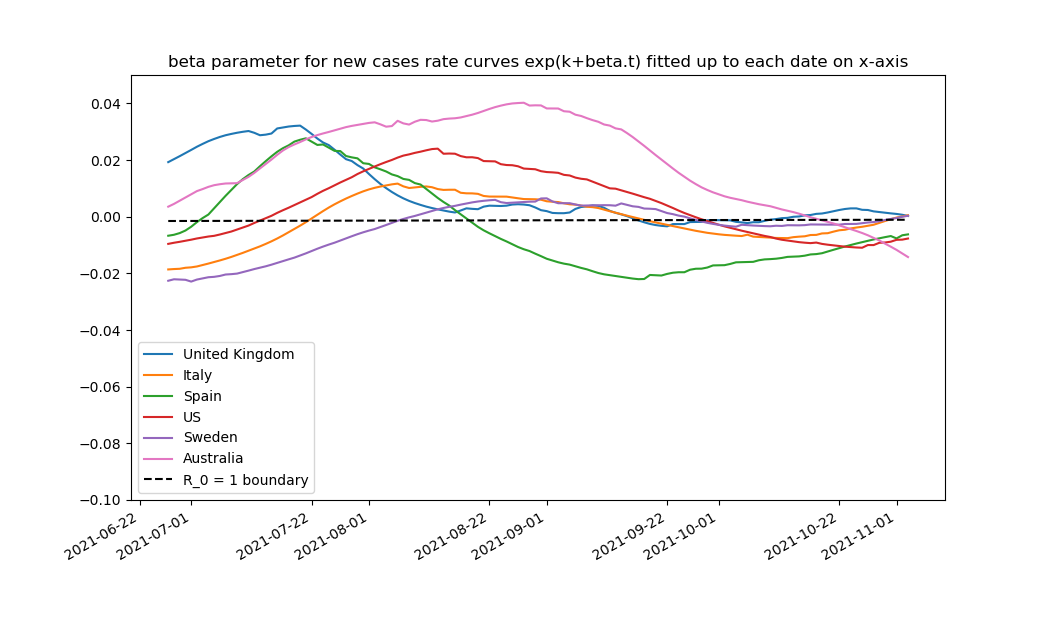 beta parameter for new cases rate curves exp(k+beta.t) fitted up to each date on x-axis
0.04
0.02
0.00
−0.02
−0.04
−0.06
−0.08
−0.10
United Kingdom
Italy
Spain
US
Sweden
Australia
R_0 = 1 boundary
2021-06-22
2021-07-01
2021-07-22
2021-08-01
2021-08-22
2021-09-01
2021-09-22
2021-10-01
2021-10-22
2021-11-01